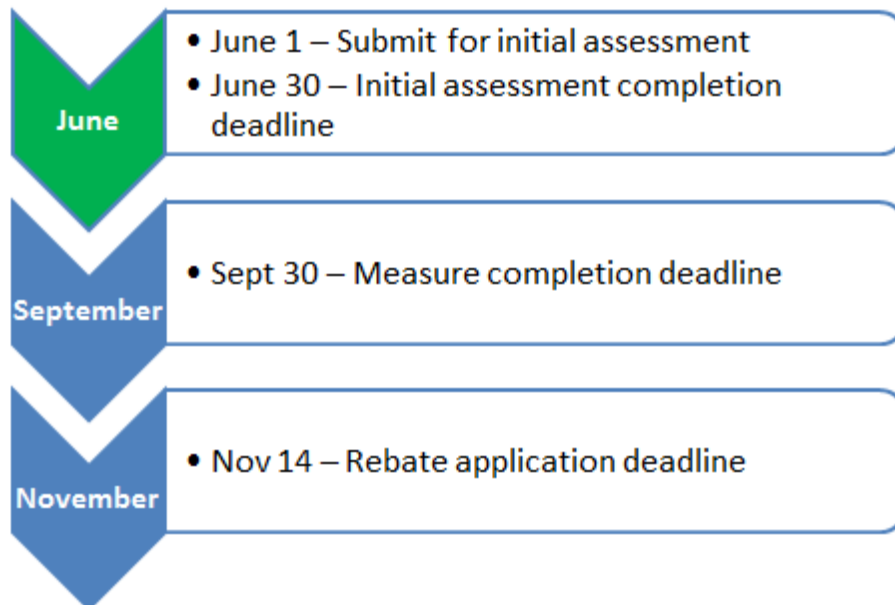 June
• June 1 – Submit for initial assessment
• June 30 – Initial assessment completion
deadline
September
• Sept 30 – Measure completion deadline
November
• Nov 14 – Rebate application deadline